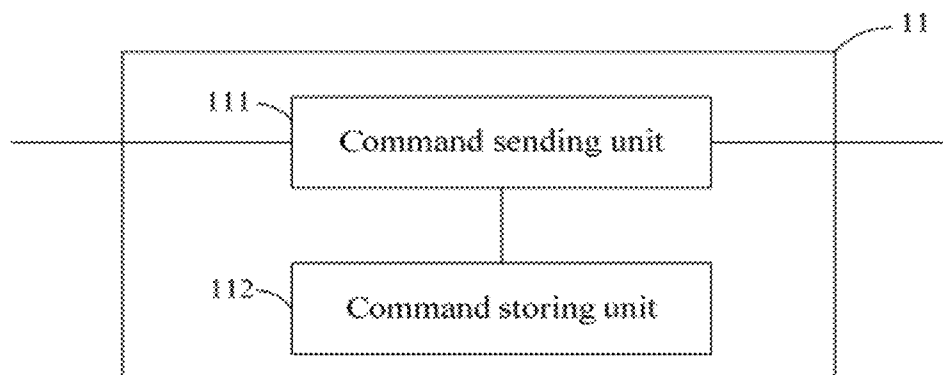 11
111
Command sending unit
112
Command storing unit